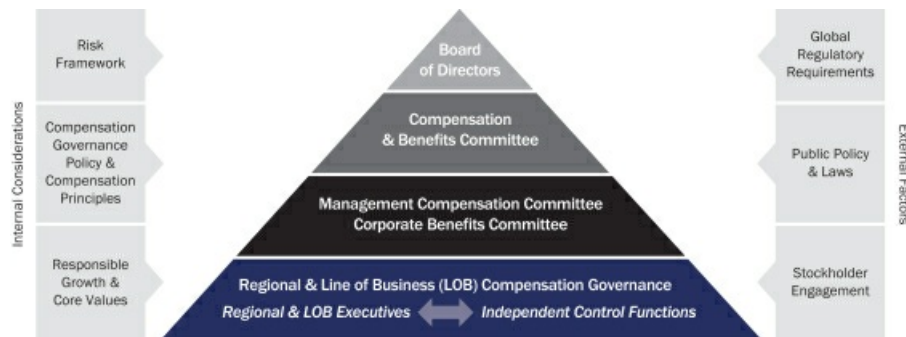 Internal Considerations
Risk
Framework
Compensation
Governance
Policy &
Compensation
Principles
Responsible
Growth &
Core Values
Board
of Directors
Compensation
& Benefits Committee
Management Compensation Committee
Corporate Benefits Committee
Regional & Line of Business (LOB) Compensation Governance
Regional & LOB Executives
Independent Control Functions
Global
Regulatory
Requirements
Public Policy
& Laws
Stockholder
Engagement
External Factors